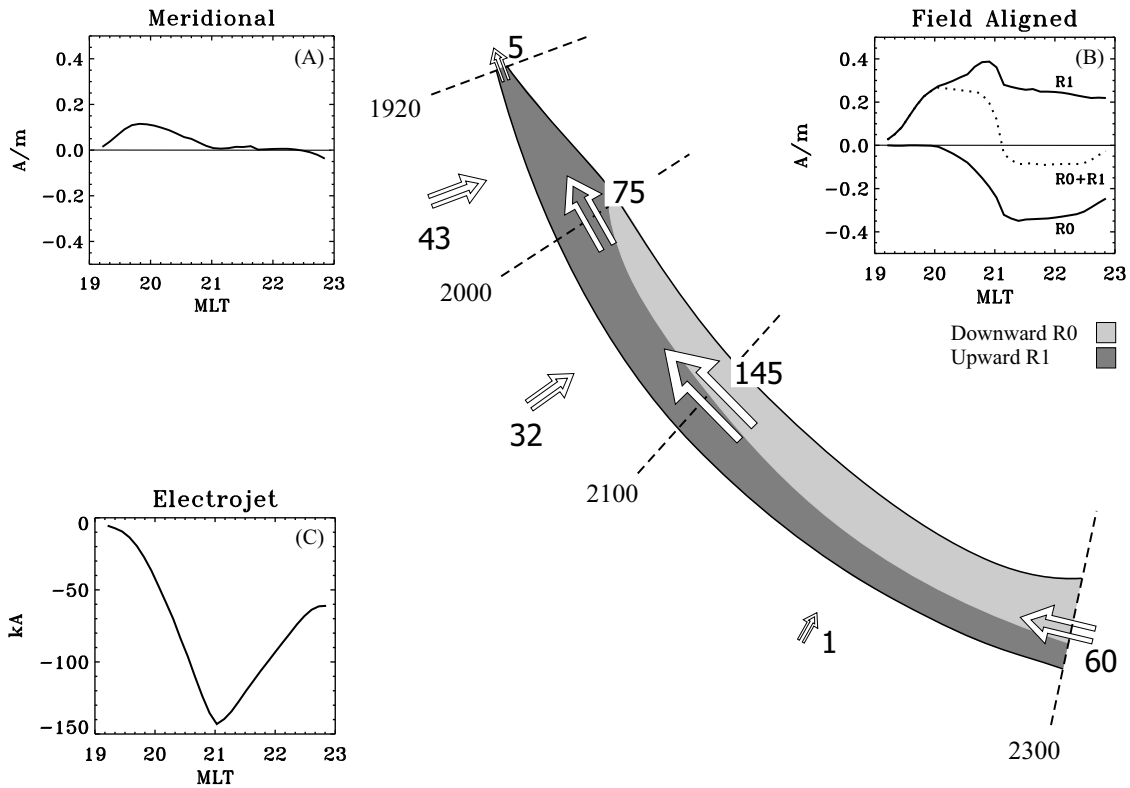 Meridional
(A)
A/m
0.4
0.2
0.0
−0.2
−0.4
19 20 21 22 23
MLT
5
1920
75
43
2000
145
32
2100
1
60
2300
Field Aligned
(B)
A/m
0.4
0.2
0.0
−0.2
−0.4
R1
R0+R1
R0
19 20 21 22 23
MLT
Downward R0
Upward R1
Electrojet
(C)
kA
0
−50
−100
−150
19 20 21 22 23
MLT